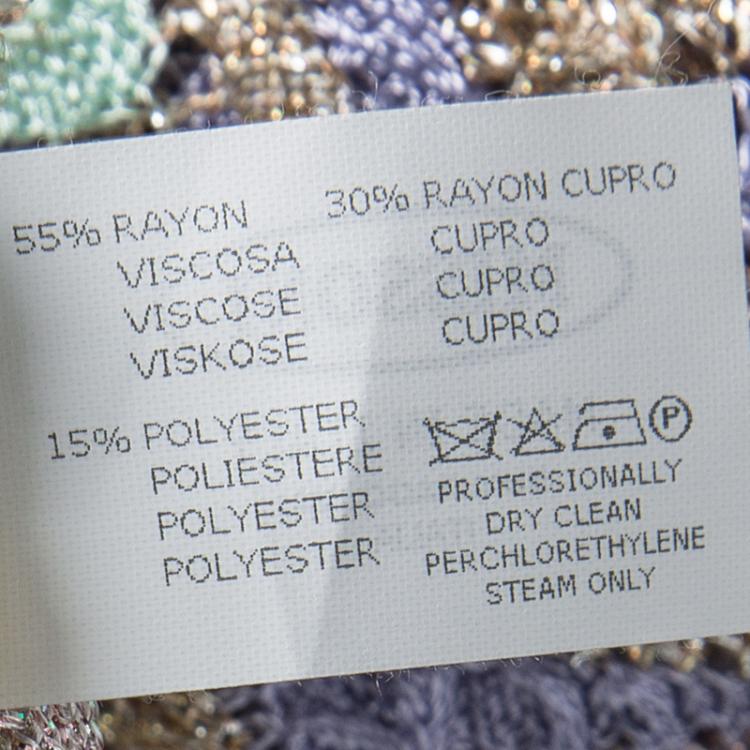 55% RAYON
VISCOSA
VISCOSE
VISKOSE
30% RAYON CUPRO
CUPRO
CUPRO
CUPRO
15% POLYESTER
POLIESTERE
POLYESTER
POLYESTER
P
PROFESSIONALLY
DRY CLEAN
PERCHLORETHYLENE
STEAM ONLY